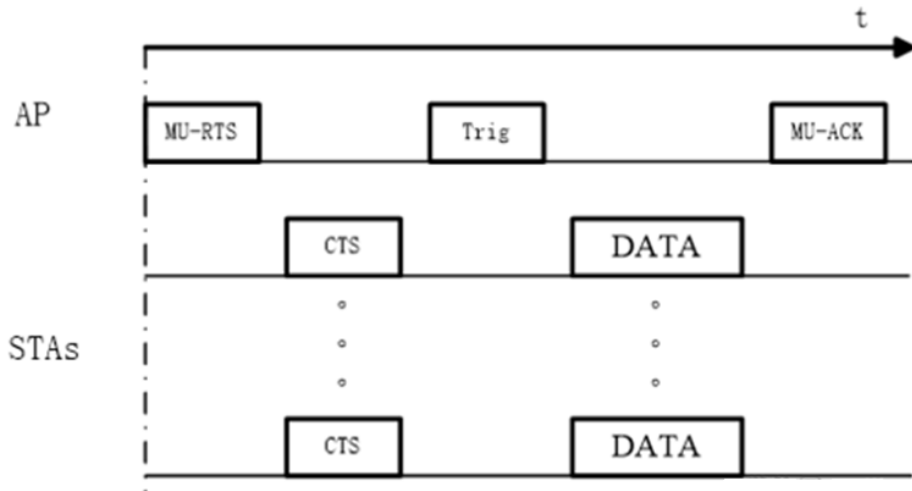 t
AP
MU-RTS
Trig
MU-ACK
CTS
DATA
STAs
CTS
DATA